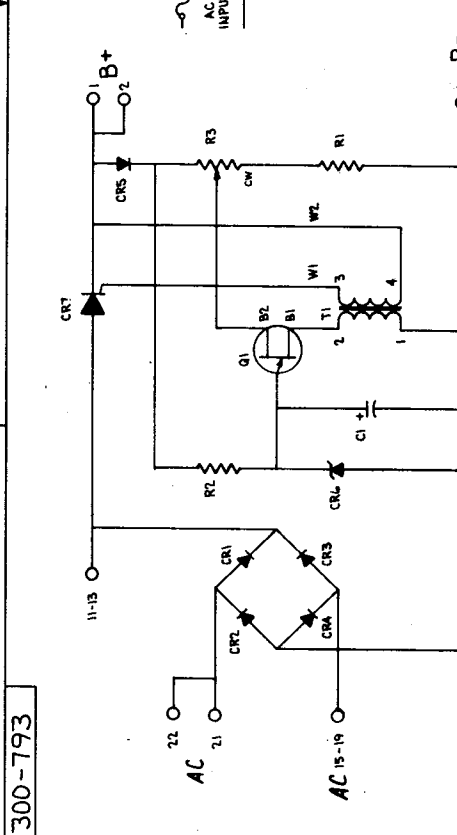 300-793
AC
INPU
B+
1
2
CR5
R3
CW
R1
CR7
W1
W2
3
4
T1
2
1
B2
B1
Q1
C1
+
R2
CR6
11-13
CR1
CR3
CR2
CR4
22
21
AC
AC 15-19